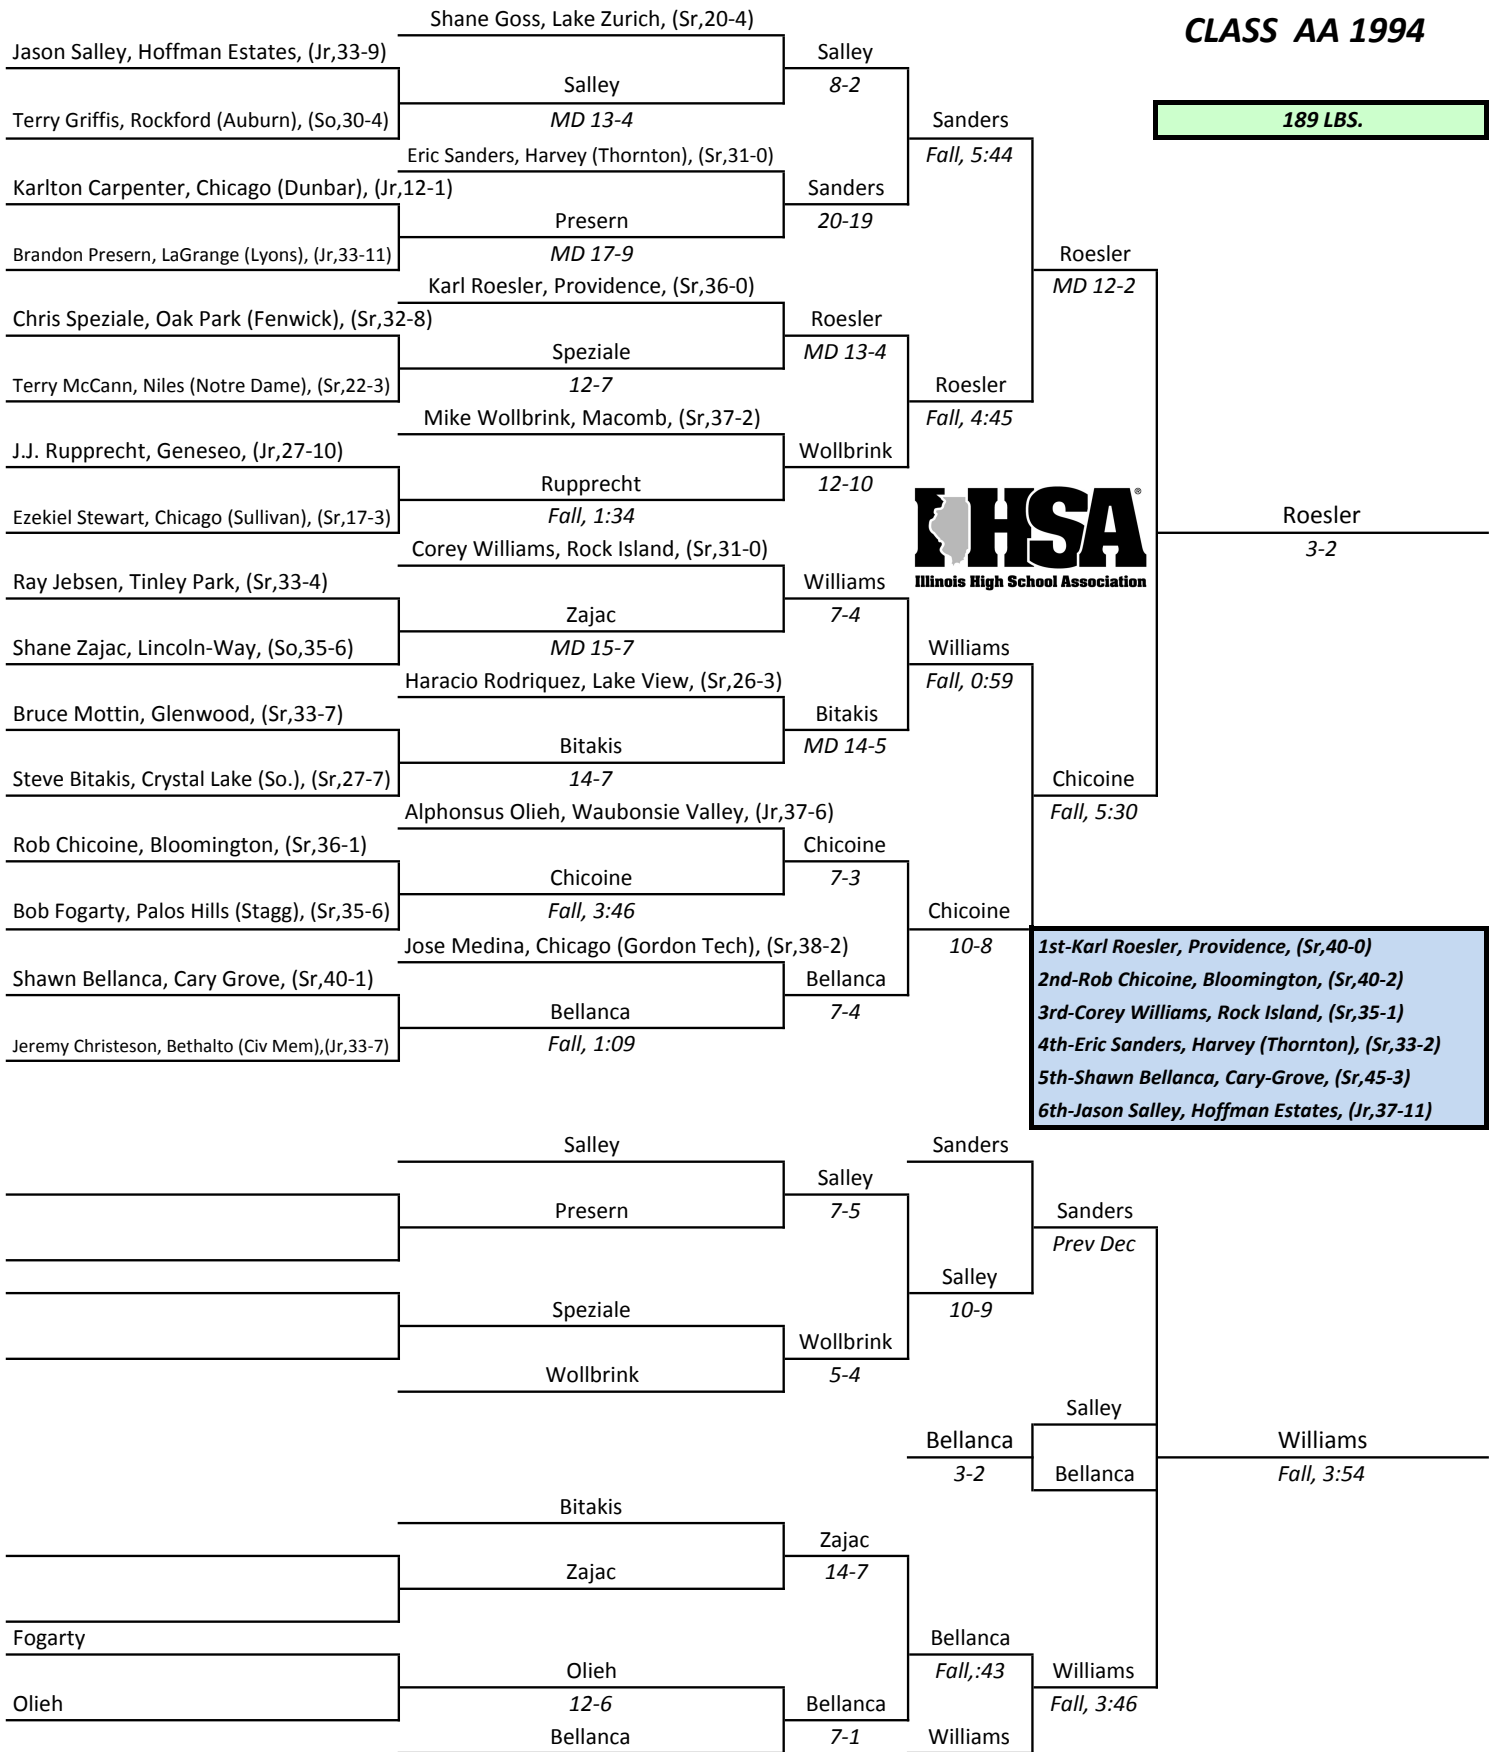 Shane Goss, Lake Zurich, (Sr,20-4)
CLASS AA 1994
Jason Salley, Hoffman Estates, (Jr,33-9)
Salley
Salley
8-2
Terry Griffis, Rockford (Auburn), (So,30-4)
MD 13-4
Sanders
189 LBS.
Eric Sanders, Harvey (Thornton), (Sr,31-0)
Fall, 5:44
Karlton Carpenter, Chicago (Dunbar), (Jr,12-1)
Sanders
Presern
20-19
Brandon Presern, LaGrange (Lyons), (Jr,33-11)
MD 17-9
Roesler
Karl Roesler, Providence, (Sr,36-0)
MD 12-2
Chris Speziale, Oak Park (Fenwick), (Sr,32-8)
Roesler
Speziale
MD 13-4
Terry McCann, Niles (Notre Dame), (Sr,22-3)
12-7
Roesler
Mike Wollbrink, Macomb, (Sr,37-2)
Fall, 4:45
J.J. Rupprecht, Geneseo, (Jr,27-10)
Wollbrink
Rupprecht
12-10
Ezekiel Stewart, Chicago (Sullivan), (Sr,17-3)
Fall, 1:34
IHSA®
Illinois High School Association
Roesler
3-2
Corey Williams, Rock Island, (Sr,31-0)
Ray Jebsen, Tinley Park, (Sr,33-4)
Williams
Zajac
7-4
Shane Zajac, Lincoln-Way, (So,35-6)
MD 15-7
Williams
Haracio Rodriquez, Lake View, (Sr,26-3)
Fall, 0:59
Bruce Mottin, Glenwood, (Sr,33-7)
Bitakis
Bitakis
MD 14-5
Steve Bitakis, Crystal Lake (So.), (Sr,27-7)
14-7
Chicoine
Alphonsus Olieh, Waubonsie Valley, (Jr,37-6)
Fall, 5:30
Rob Chicoine, Bloomington, (Sr,36-1)
Chicoine
Chicoine
7-3
Bob Fogarty, Palos Hills (Stagg), (Sr,35-6)
Fall, 3:46
Chicoine
Jose Medina, Chicago (Gordon Tech), (Sr,38-2)
10-8
Shawn Bellanca, Cary Grove, (Sr,40-1)
Bellanca
Bellanca
7-4
Jeremy Christeson, Bethalto (Civ Mem),(Jr,33-7)
Fall, 1:09
1st-Karl Roesler, Providence, (Sr,40-0)
2nd-Rob Chicoine, Bloomington, (Sr,40-2)
3rd-Corey Williams, Rock Island, (Sr,35-1)
4th-Eric Sanders, Harvey (Thornton), (Sr,33-2)
5th-Shawn Bellanca, Cary-Grove, (Sr,45-3)
6th-Jason Salley, Hoffman Estates, (Jr,37-11)
Salley
Sanders
Salley
Presern
7-5
Sanders
Prev Dec
Salley
Speziale
10-9
Wollbrink
Wollbrink
5-4
Salley
Bellanca
Williams
3-2
Bellanca
Fall, 3:54
Bitakis
Zajac
Zajac
14-7
Fogarty
Bellanca
Olieh
Fall,:43
Williams
Olieh
12-6
Bellanca
Fall, 3:46
Bellanca
7-1
Williams